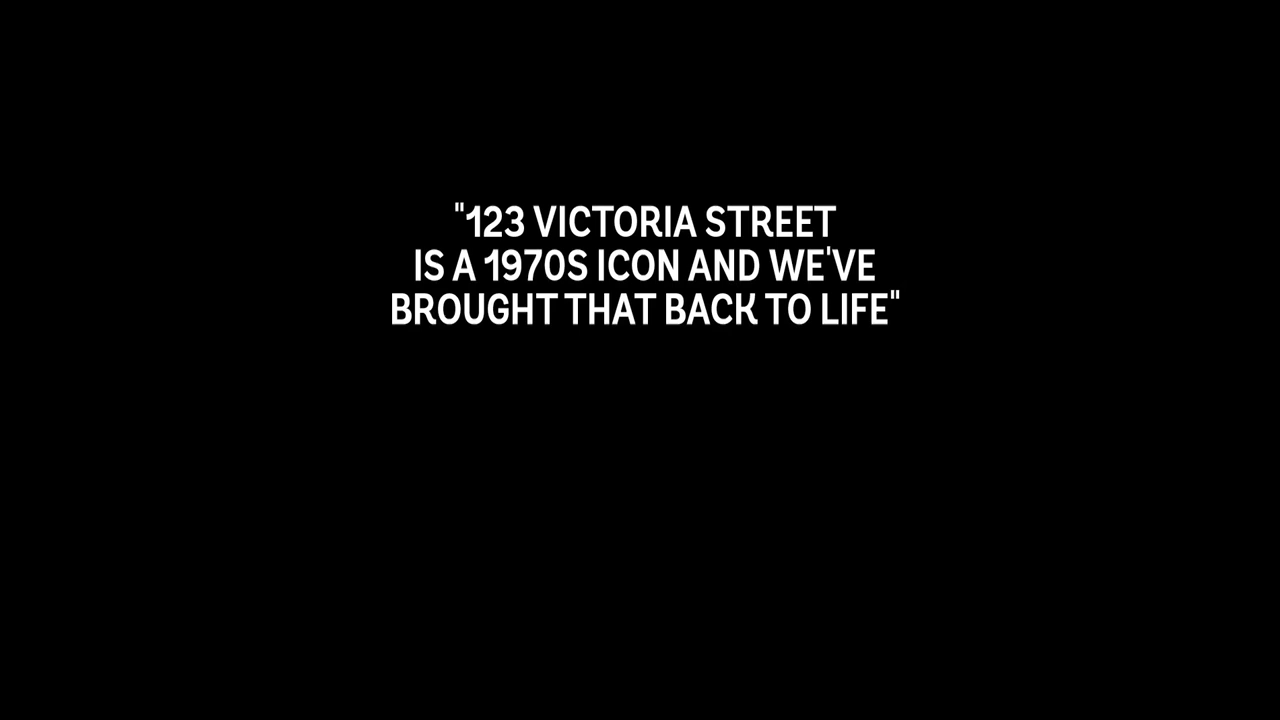 "123 VICTORIA STREET
IS A 1970S ICON AND WE'VE
BROUGHT THAT BACK TO LIFE"